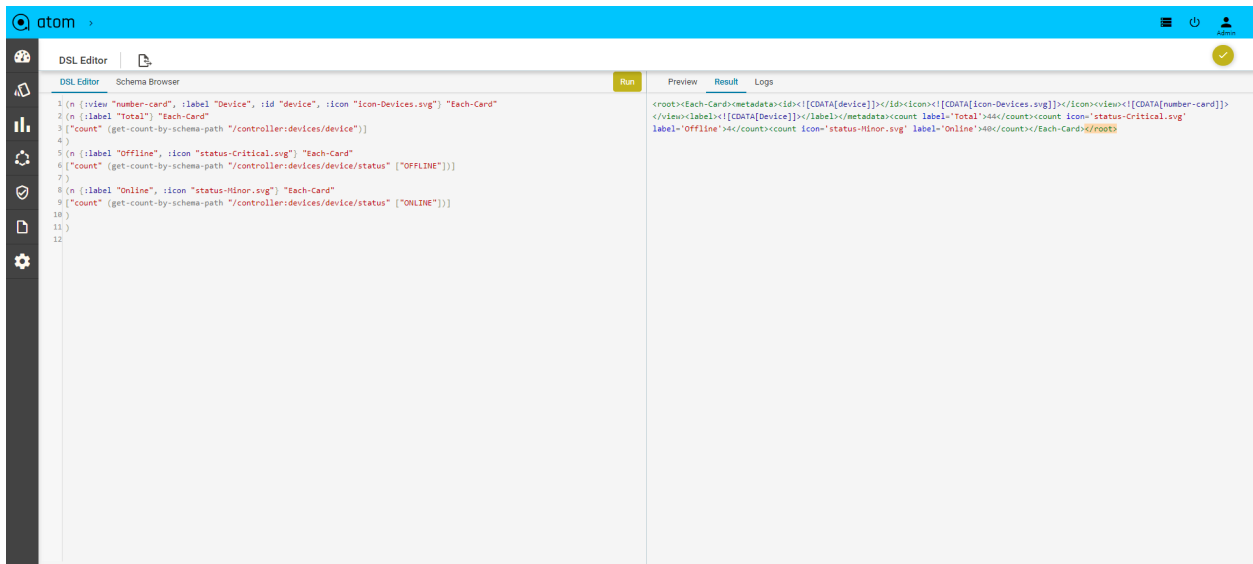 atom >
Admin
DSL Editor
DSL Editor Schema Browser Run
1 (n {:view "number-card", :label "Device", :id "device", :icon "icon-Devices.svg"} "Each-Card"
2 (n {:label "Total"} "Each-Card"
3 ["count" (get-count-by-schema-path "/controller:devices/device")]
4 )
5 (n {:label "Offline", :icon "status-Critical.svg"} "Each-Card"
6 ["count" (get-count-by-schema-path "/controller:devices/device/status" ["OFFLINE"])]
7 )
8 (n {:label "Online", :icon "status-Minor.svg"} "Each-Card"
9 ["count" (get-count-by-schema-path "/controller:devices/device/status" ["ONLINE"])]
10 )
11 )
12
Preview Result Logs
<root><Each-Card><metadata><id><![CDATA[device]]></id><icon><![CDATA[icon-Devices.svg]]></icon><view><![CDATA[number-card]]>
</view><label><![CDATA[Device]]></label></metadata><count label='Total'>44</count><count icon='status-Critical.svg'
label='Offline'>4</count><count icon='status-Minor.svg' label='Online'>40</count></Each-Card></root>